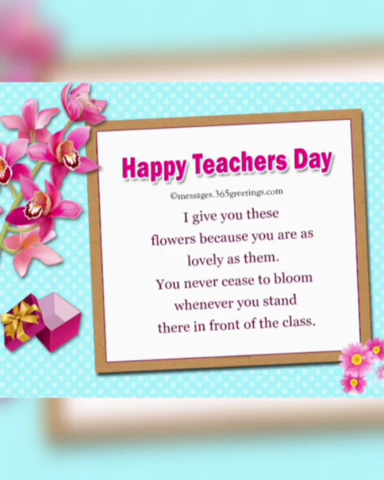 Happy Teachers Day
©messages.365greetings.com
I give you these
flowers because you are as
lovely as them.
You never cease to bloom
whenever you stand
there in front of the class.